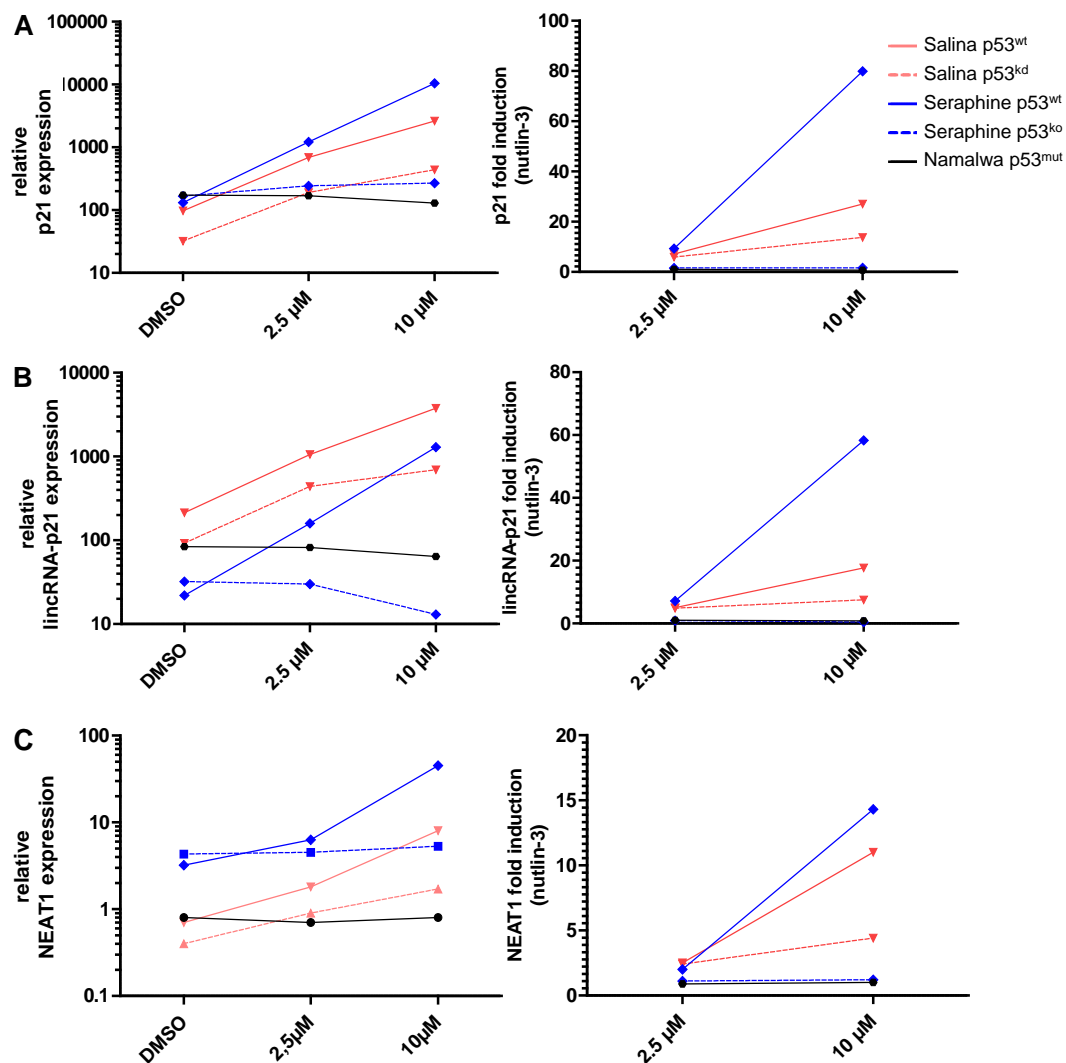 A
relative
p21 expression
100000
10000
1000
100
10
DMSO
2.5 µM
10 µM
p21 fold induction
(nutlin-3)
100
80
60
40
20
0
2.5 µM
10 µM
Salina p53wt
Salina p53kd
Seraphine p53wt
Seraphine p53ko
Namalwa p53mut
B
relative
lincRNA-p21 expression
10000
1000
100
10
DMSO
2.5 µM
10 µM
lincRNA-p21 fold induction
(nutlin-3)
80
60
40
20
0
2.5 µM
10 µM
C
relative
NEAT1 expression
100
10
1
0.1
DMSO
2,5µM
10µM
NEAT1 fold induction
(nutlin-3)
20
15
10
5
0
2.5 µM
10 µM